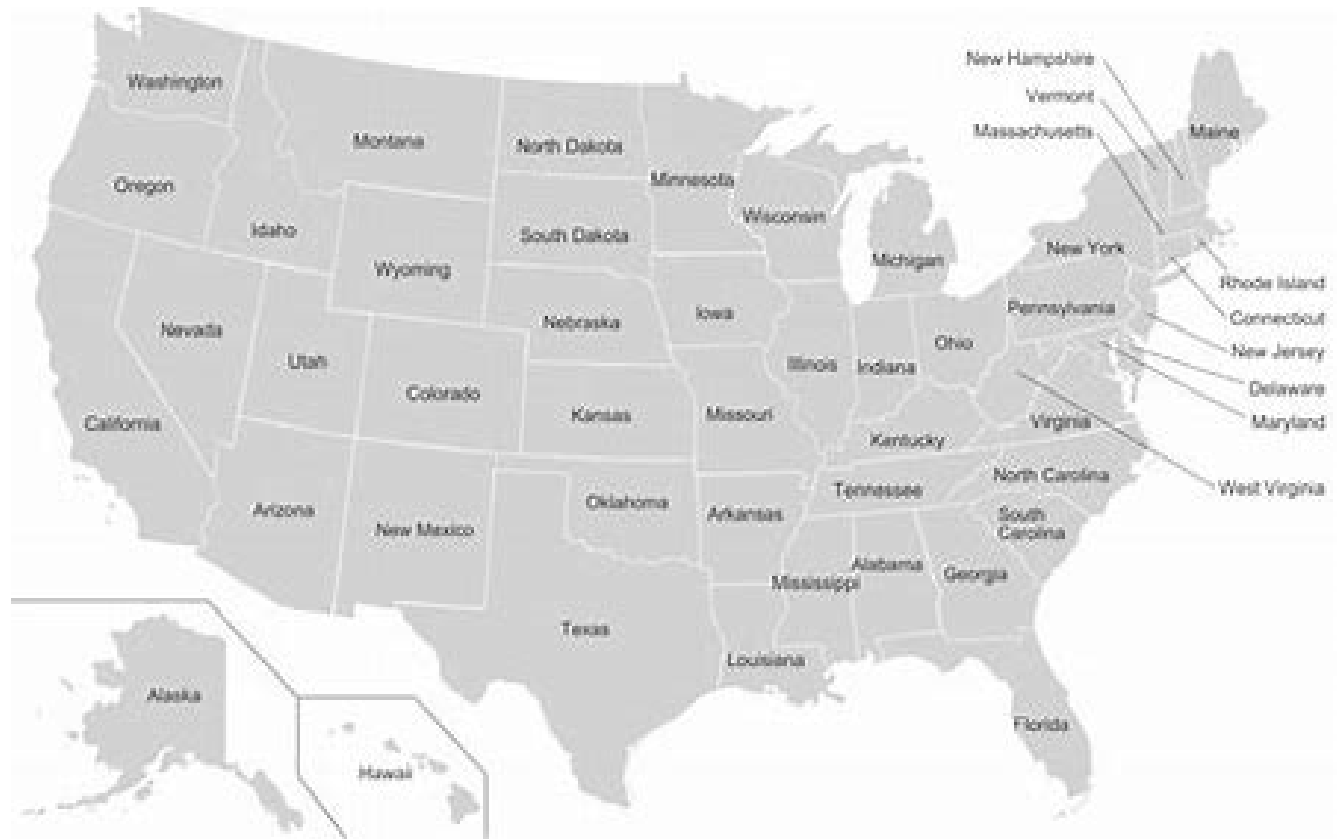 New Hampshire
Vermont
Massachusetts
Washington
Montana
North Dakota
Minnesota
Maine
Oregon
Idaho
South Dakota
Wisconsin
Wyoming
Michigan
New York
Rhode Island
Nevada
Nebraska
Iowa
Pennsylvania
Connecticut
Utah
Illinois
Indiana
Ohio
New Jersey
Colorado
Delaware
California
Kansas
Missouri
Kentucky
Virginia
Maryland
Arizona
New Mexico
Oklahoma
Arkansas
Tennessee
North Carolina
West Virginia
South
Carolina
Mississippi
Alabama
Georgia
Texas
Louisiana
Alaska
Hawaii
Florida